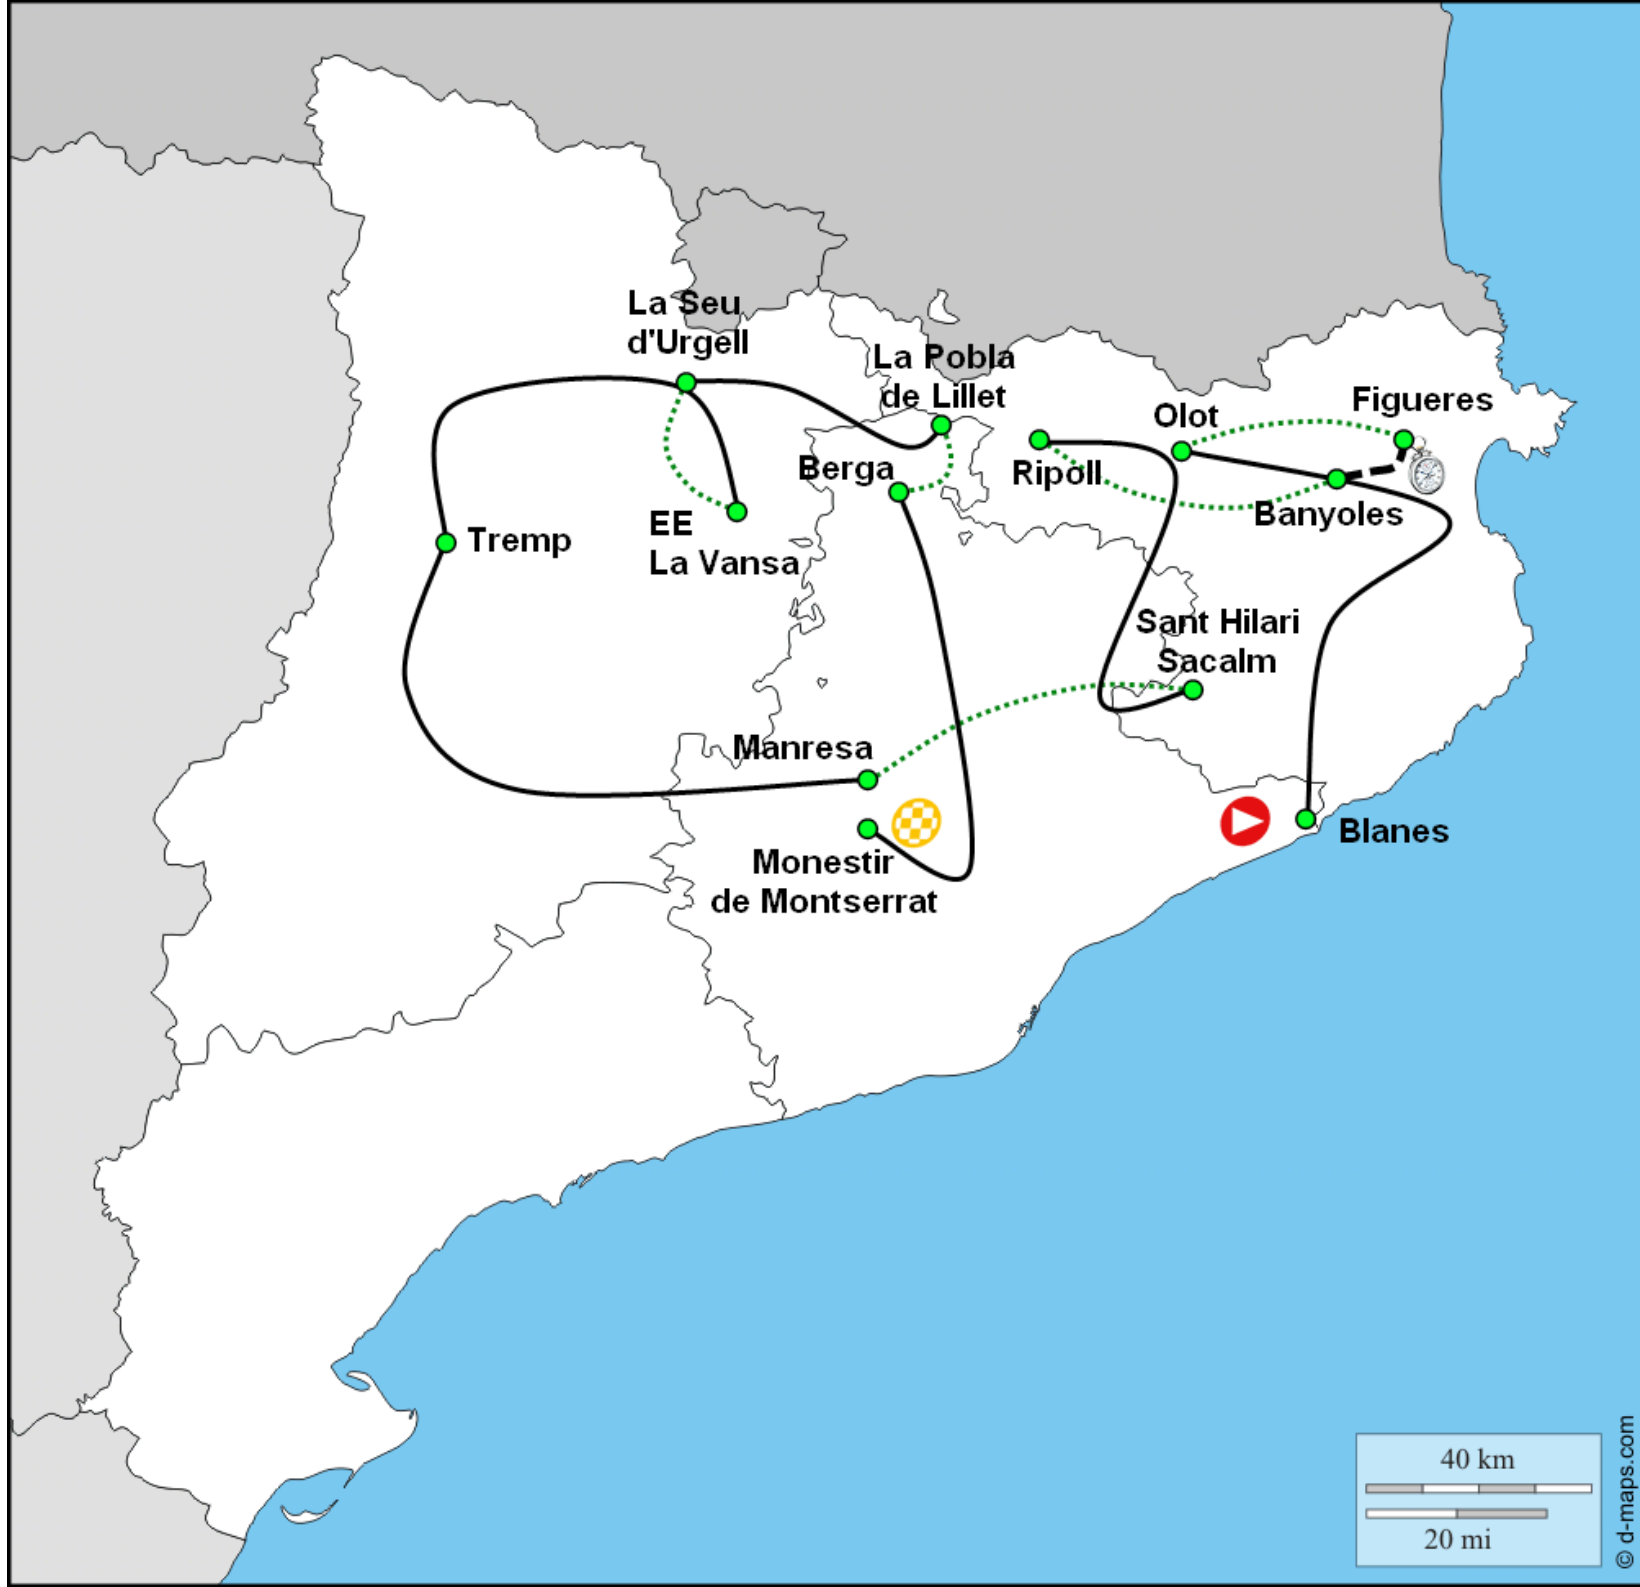 La Seu
d'Urgell
La Pobla
de Lillet
Figueres
Olot
Berga
Ripoll
Banyoles
EE
La Vansa
Tremp
Sant Hilari
Sacalm
Manresa
Blanes
Monestir
de Montserrat
40 km
20 mi
© d-maps.com